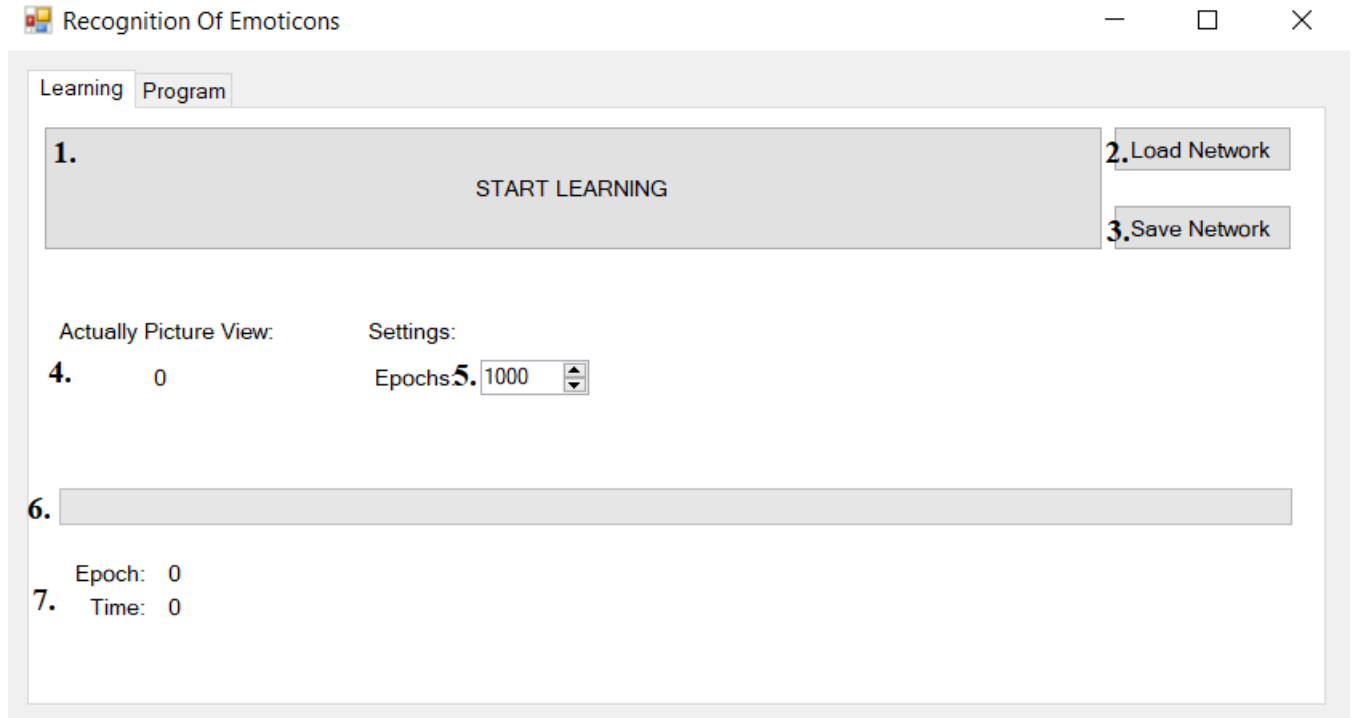 Recognition Of Emoticons
Learning Program
1. START LEARNING
2. Load Network
3. Save Network
Actually Picture View: Settings:
4. 0 Epochs: 5. 1000
6.
Epoch: 0
7. Time: 0